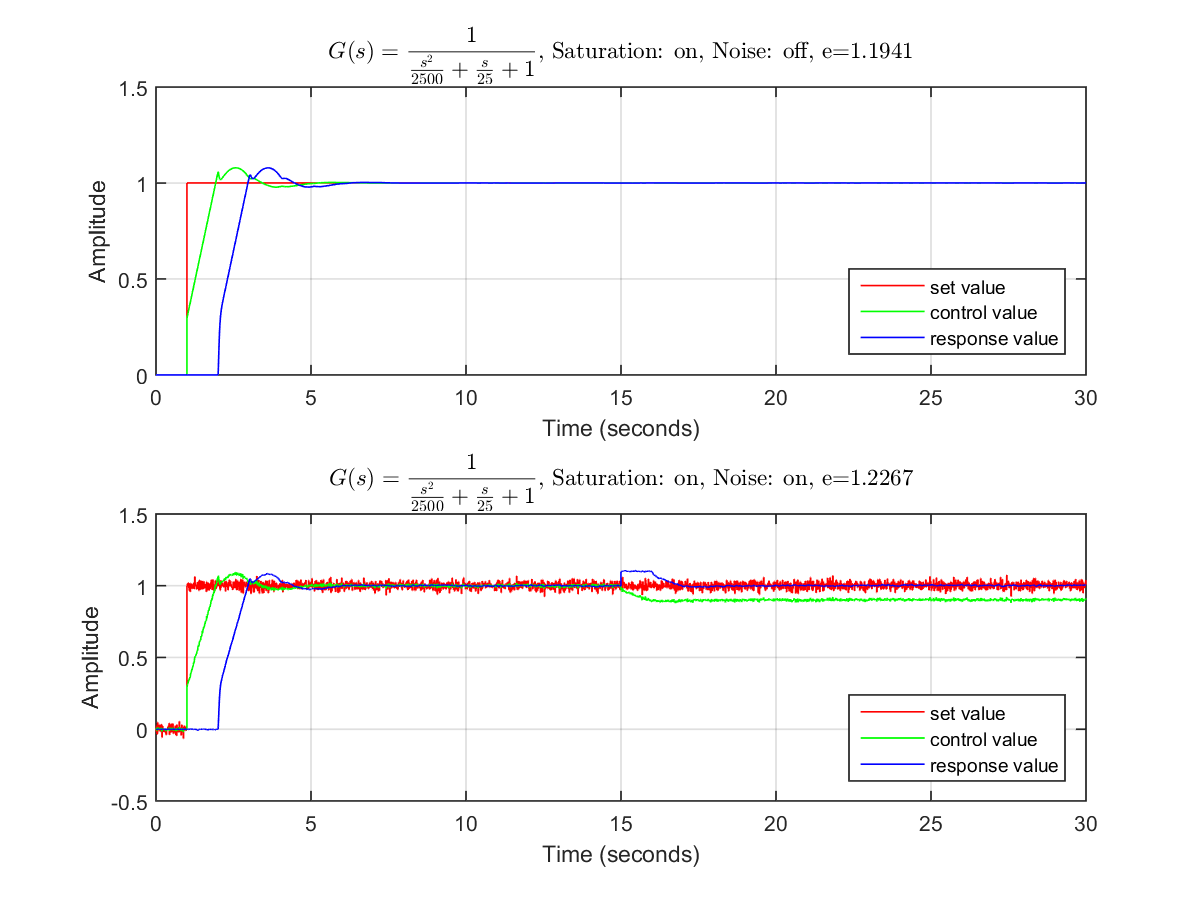 G(s) = 1 / (s²/2500 + s/25 + 1), Saturation: on, Noise: off, e=1.1941
1.5
1
0.5
0
Amplitude
set value
control value
response value
0 5 10 15 20 25 30
Time (seconds)
G(s) = 1 / (s²/2500 + s/25 + 1), Saturation: on, Noise: on, e=1.2267
1.5
1
0.5
0
-0.5
Amplitude
set value
control value
response value
0 5 10 15 20 25 30
Time (seconds)